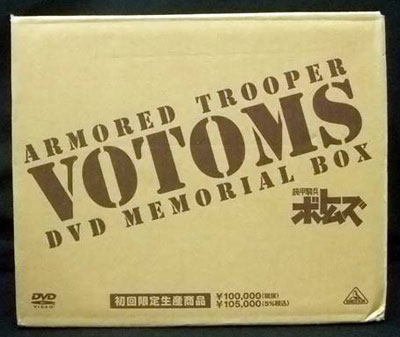 ARMORED TROOPER
VOTOMS
DVD MEMORIAL BOX
装甲騎兵
ボトムズ
DVD
VIDEO
初回限定生産商品
¥100,000(税抜)
¥105,000(5%税込)